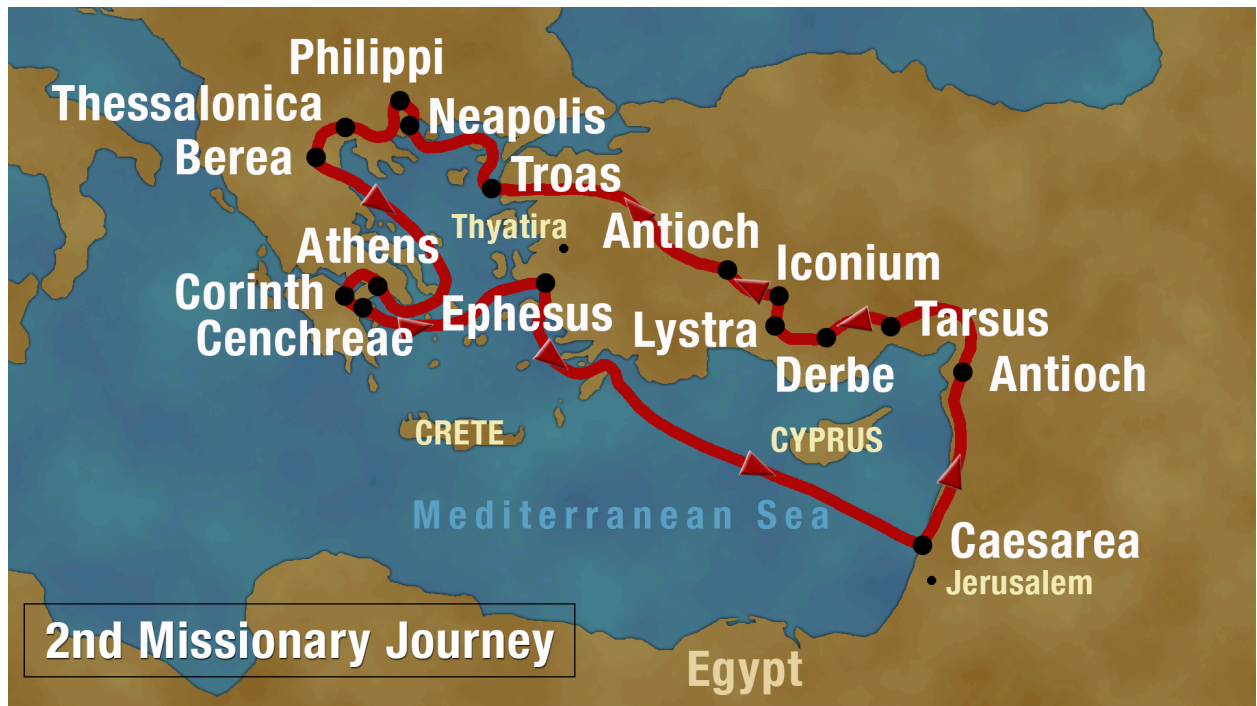 Philippi
Thessalonica
Neapolis
Berea
Troas
Thyatira
Antioch
Athens
Iconium
Corinth
Ephesus
Tarsus
Cenchreae
Lystra
Derbe
Antioch
CRETE
CYPRUS
Mediterranean Sea
Caesarea
Jerusalem
2nd Missionary Journey
Egypt